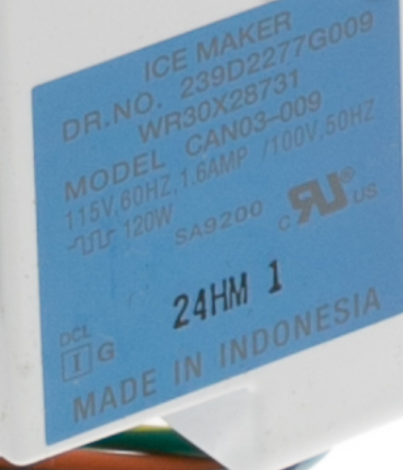 ICE MAKER
DR.NO. 239D2277G009
WR30X28731
MODEL CAN03-009
115V,60HZ,1.6AMP /100V,50HZ
120W SA9200 c RU ® US
24HM 1
DCL
I G
MADE IN INDONESIA